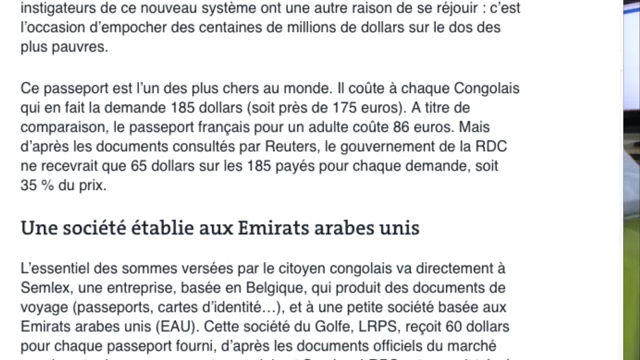 instigateurs de ce nouveau système ont une autre raison de se réjouir : c'est
l'occasion d'empocher des centaines de millions de dollars sur le dos des
plus pauvres.
Ce passeport est l'un des plus chers au monde. Il coûte à chaque Congolais
qui en fait la demande 185 dollars (soit près de 175 euros). A titre de
comparaison, le passeport français pour un adulte coûte 86 euros. Mais
d'après les documents consultés par Reuters, le gouvernement de la RDC
ne recevrait que 65 dollars sur les 185 payés pour chaque demande, soit
35 % du prix.
Une société établie aux Emirats arabes unis
L'essentiel des sommes versées par le citoyen congolais va directement à
Semlex, une entreprise, basée en Belgique, qui produit des documents de
voyage (passeports, cartes d'identité…), et à une petite société basée aux
Emirats arabes unis (EAU). Cette société du Golfe, LRPS, reçoit 60 dollars
pour chaque passeport fourni, d'après les documents officiels du marché